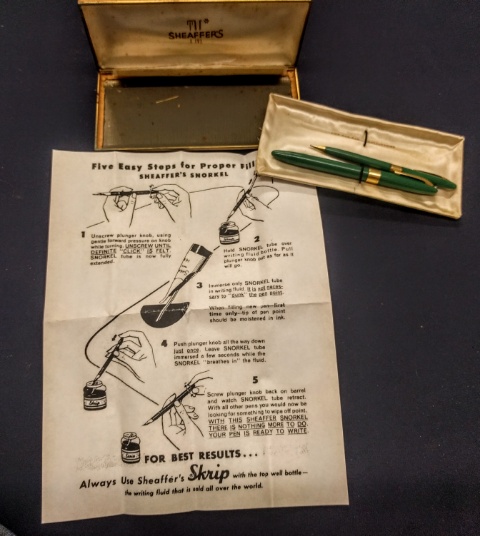 SHEAFFER'S
Five Easy Steps for Proper Fill
SHEAFFER'S SNORKEL
1 Unscrew plunger knob, using
gentle forward pressure on knob
while turning. UNSCREW UNTIL
DEFINITE "CLICK" IS FELT.
SNORKEL tube is now fully
extended.
2
Hold SNORKEL tube over
writing fluid bottle. Pull
plunger knob out as far as it
will go.
3 Immerse only SNORKEL tube
in writing fluid. It is not neces-
sary to "dunk" the pen point.
When filling new pen—first
time only—tip of pen point
should be moistened in ink.
4 Push plunger knob all the way down
just once. Leave SNORKEL tube
immersed a few seconds while the
SNORKEL "breathes in" the fluid.
5
Screw plunger knob back on barrel
and watch SNORKEL tube retract.
With all other pens you would now be
looking for something to wipe off point.
WITH THIS SHEAFFER SNORKEL
THERE IS NOTHING MORE TO DO.
YOUR PEN IS READY TO WRITE
FOR BEST RESULTS...
Always Use Sheaffer's Skrip with the top well bottle—
the writing fluid that is sold all over the world.